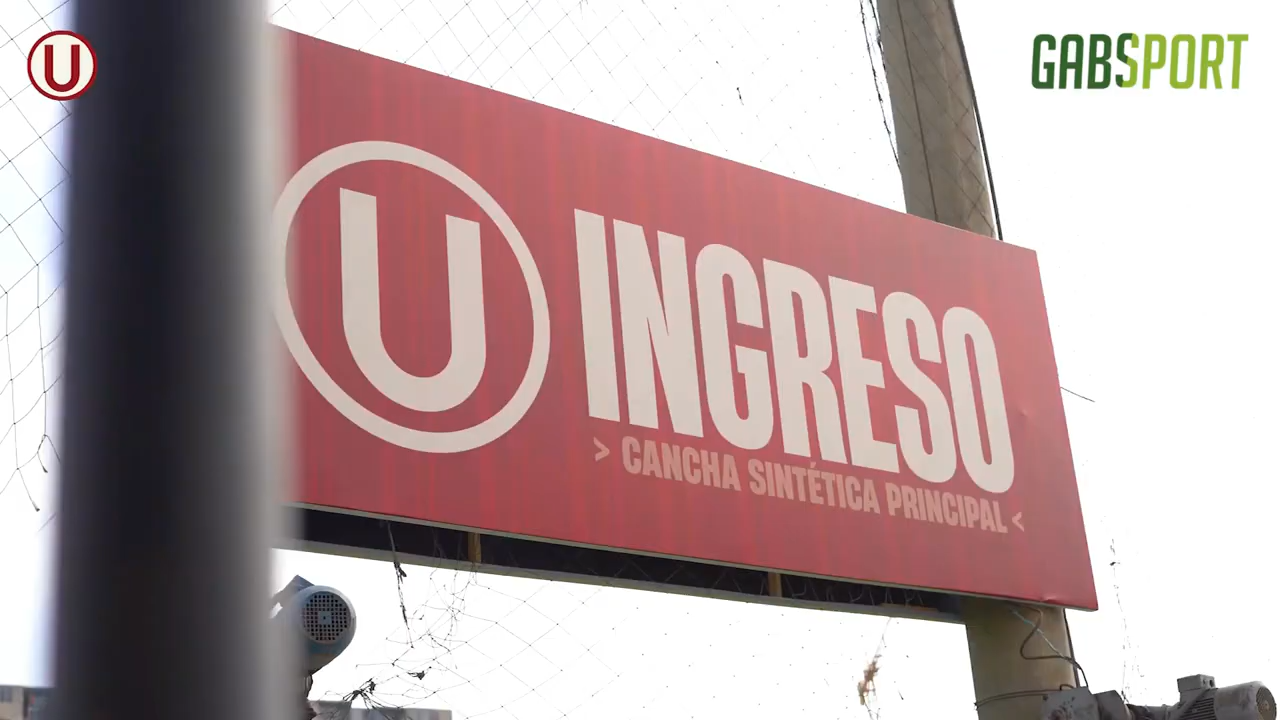 U
GABSPORT
U
INGRESO
> CANCHA SINTÉTICA PRINCIPAL <